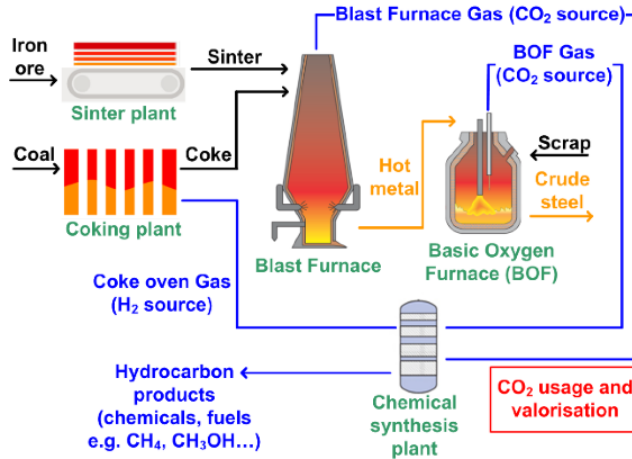 Blast Furnace Gas (CO₂ source)
Iron
ore
Sinter
BOF Gas
(CO₂ source)
Sinter plant
Coal
Coke
Scrap
Hot
metal
Crude
steel
Coking plant
Blast Furnace
Basic Oxygen
Furnace (BOF)
Coke oven Gas
(H₂ source)
Hydrocarbon
products
(chemicals, fuels
e.g. CH₄, CH₃OH...)
Chemical
synthesis
plant
CO₂ usage and
valorisation